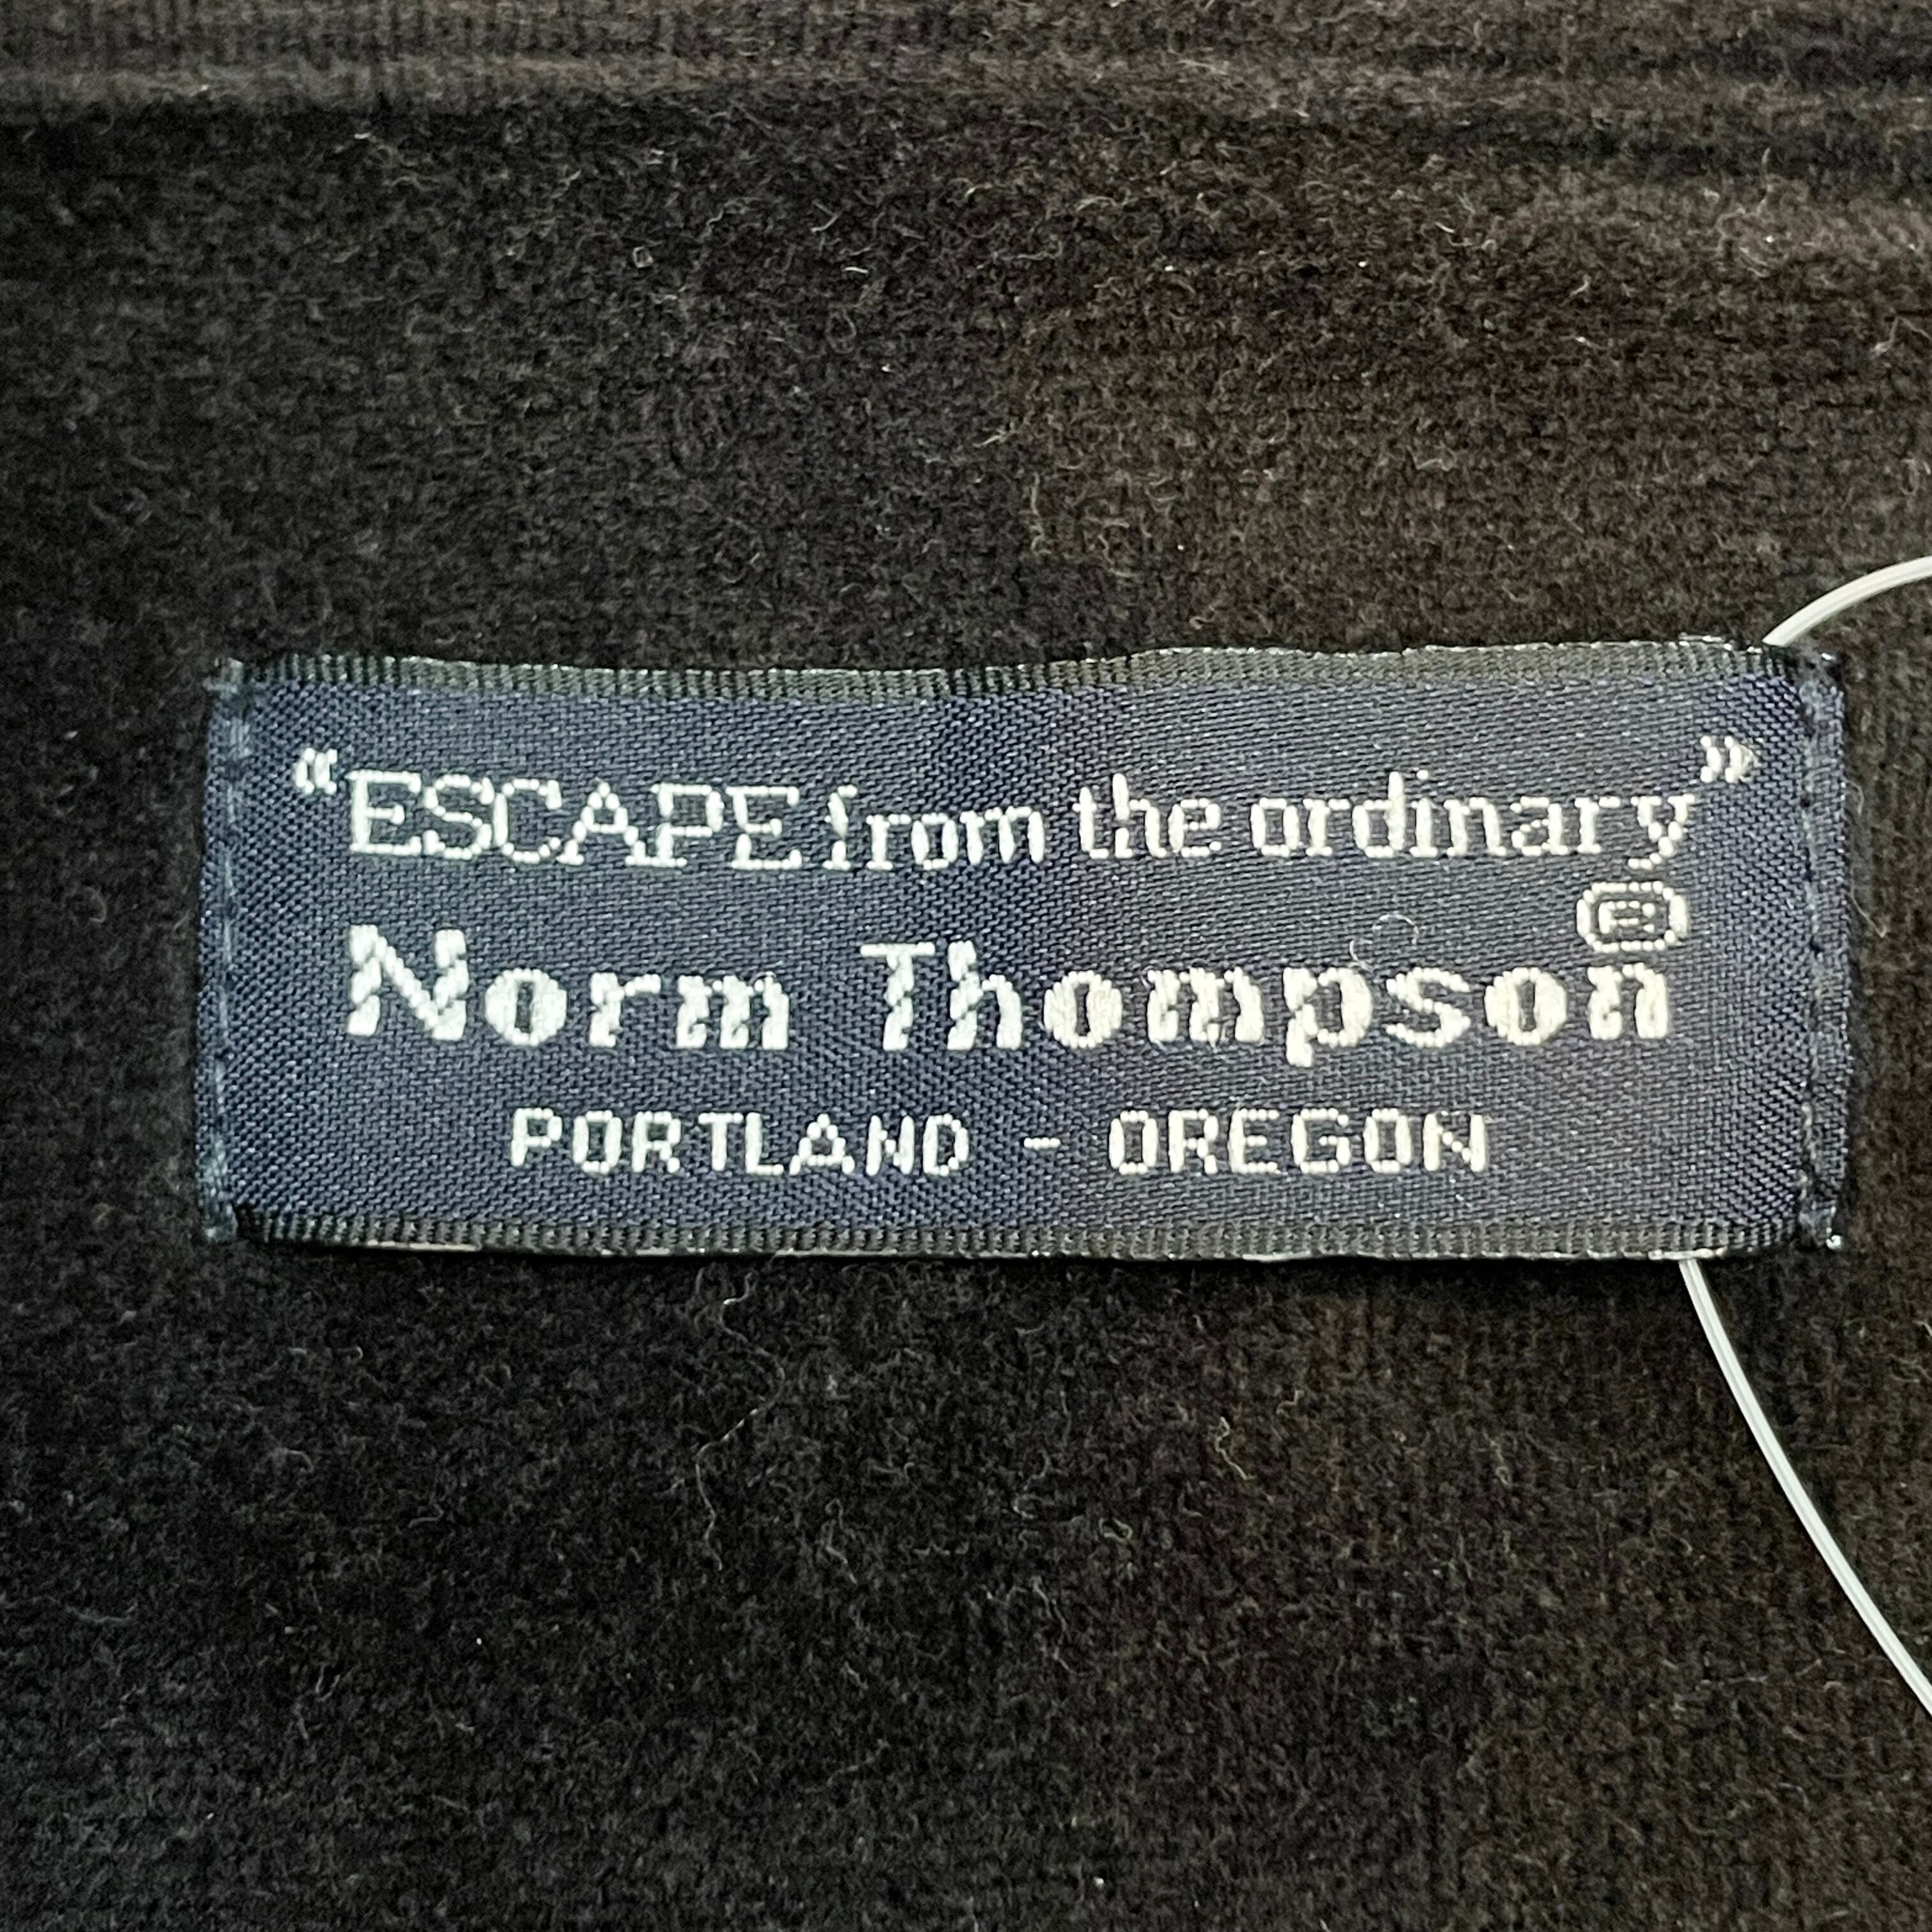 “ESCAPE from the ordinary”
Norm Thompson®
PORTLAND - OREGON